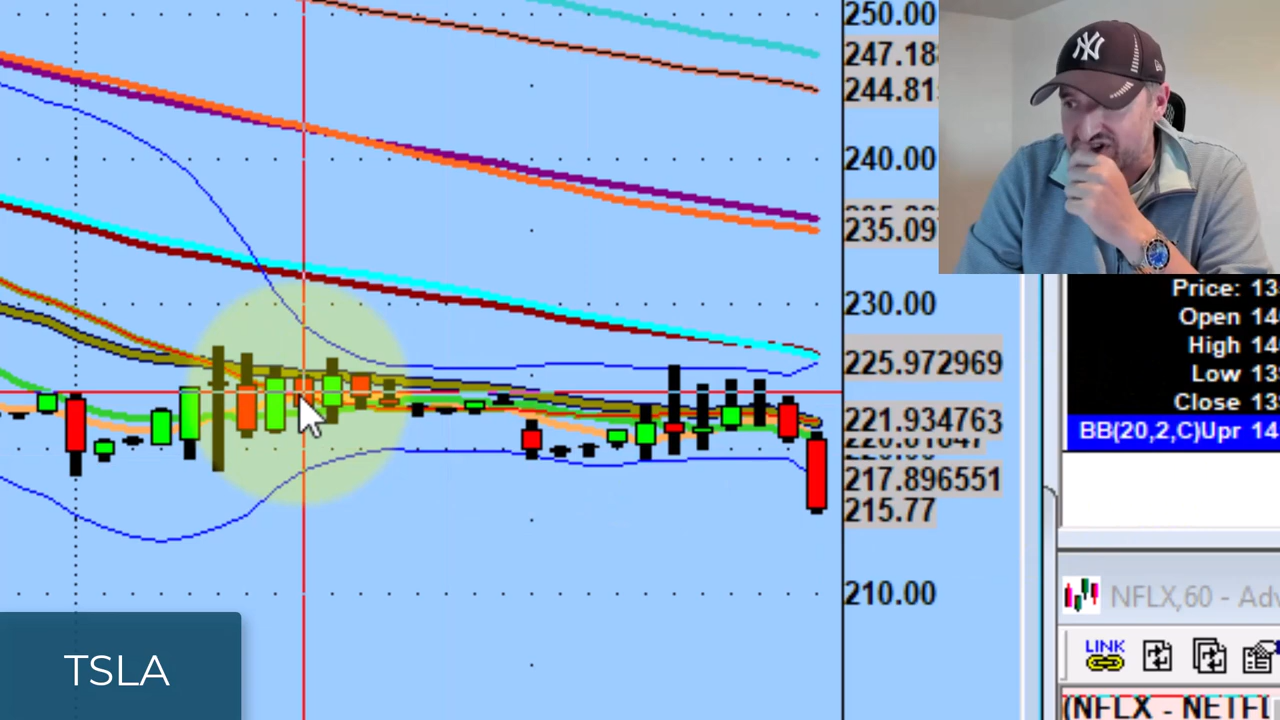 250.00
247.18
244.81
240.00
235.09
230.00
225.972969
221.934763
217.896551
215.77
210.00
NY
Price: 13
Open 14
High 14
Low 13
Close 13
BB(20,2,C)Upr 14
NFLX,60 - Adv
LINK
(NFLX - NETFL
TSLA